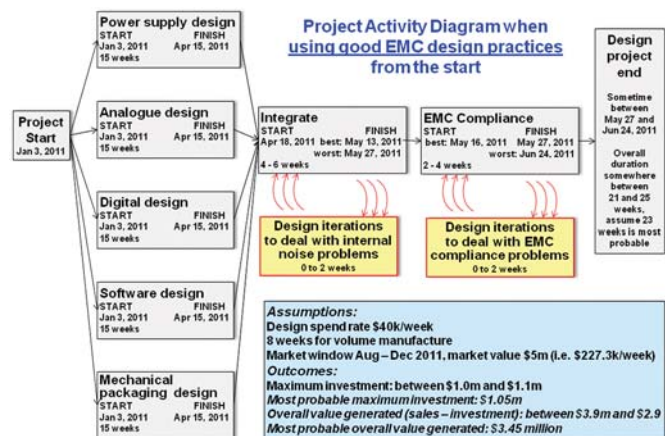 Project Activity Diagram when
using good EMC design practices
from the start
Project
Start
Jan 3, 2011
Power supply design
START FINISH
Jan 3, 2011 Apr 15, 2011
15 weeks
Analogue design
START FINISH
Jan 3, 2011 Apr 15, 2011
15 weeks
Digital design
START FINISH
Jan 3, 2011 Apr 15, 2011
15 weeks
Software design
START FINISH
Jan 3, 2011 Apr 15, 2011
15 weeks
Mechanical
packaging design
START FINISH
Jan 3, 2011 Apr 15, 2011
15 weeks
Integrate
START FINISH
Apr 18, 2011 best: May 13, 2011
worst: May 27, 2011
4 - 6 weeks
Design iterations
to deal with internal
noise problems
0 to 2 weeks
EMC Compliance
START FINISH
best: May 16, 2011 May 27, 2011
worst: Jun 24, 2011
2 - 4 weeks
Design iterations
to deal with EMC
compliance problems
0 to 2 weeks
Design
project
end
Sometime
between
May 27 and
Jun 24, 2011
Overall
duration
somewhere
between
21 and 25
weeks,
assume 23
weeks is most
probable
Assumptions:
Design spend rate $40k/week
8 weeks for volume manufacture
Market window Aug – Dec 2011, market value $5m (i.e. $227.3k/week)
Outcomes:
Maximum investment: between $1.0m and $1.1m
Most probable maximum investment: $1.05m
Overall value generated (sales – investment): between $3.9m and $2.9
Most probable overall value generated: $3.45 million